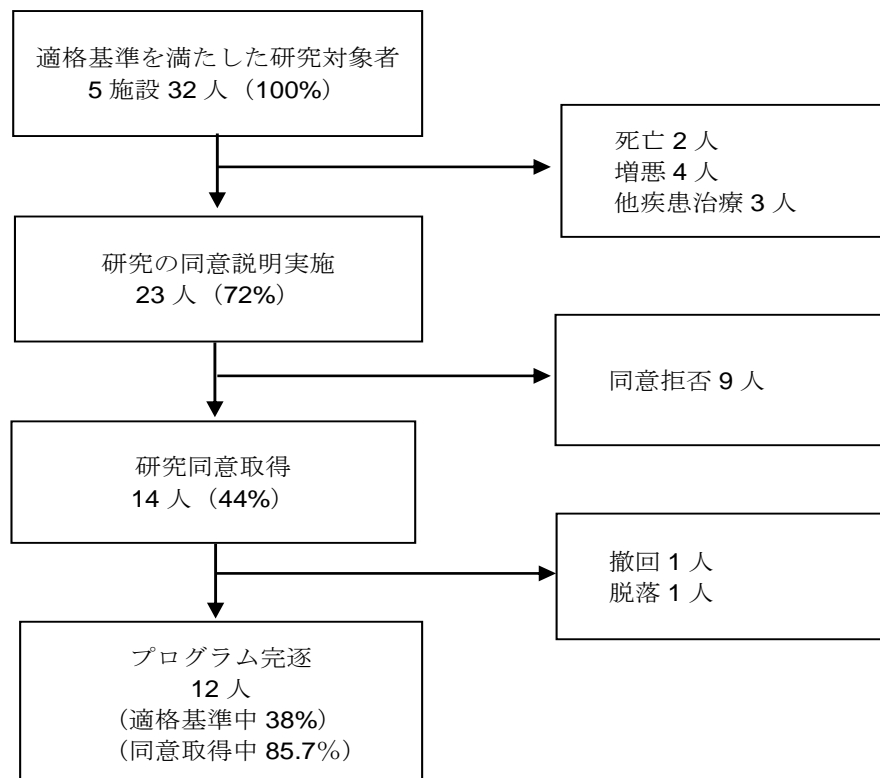 適格基準を満たした研究対象者
5 施設 32 人（100%）
死亡 2 人
増悪 4 人
他疾患治療 3 人
研究の同意説明実施
23 人（72%）
同意拒否 9 人
研究同意取得
14 人（44%）
撤回 1 人
脱落 1 人
プログラム完逐
12 人
（適格基準中 38%）
（同意取得中 85.7％）